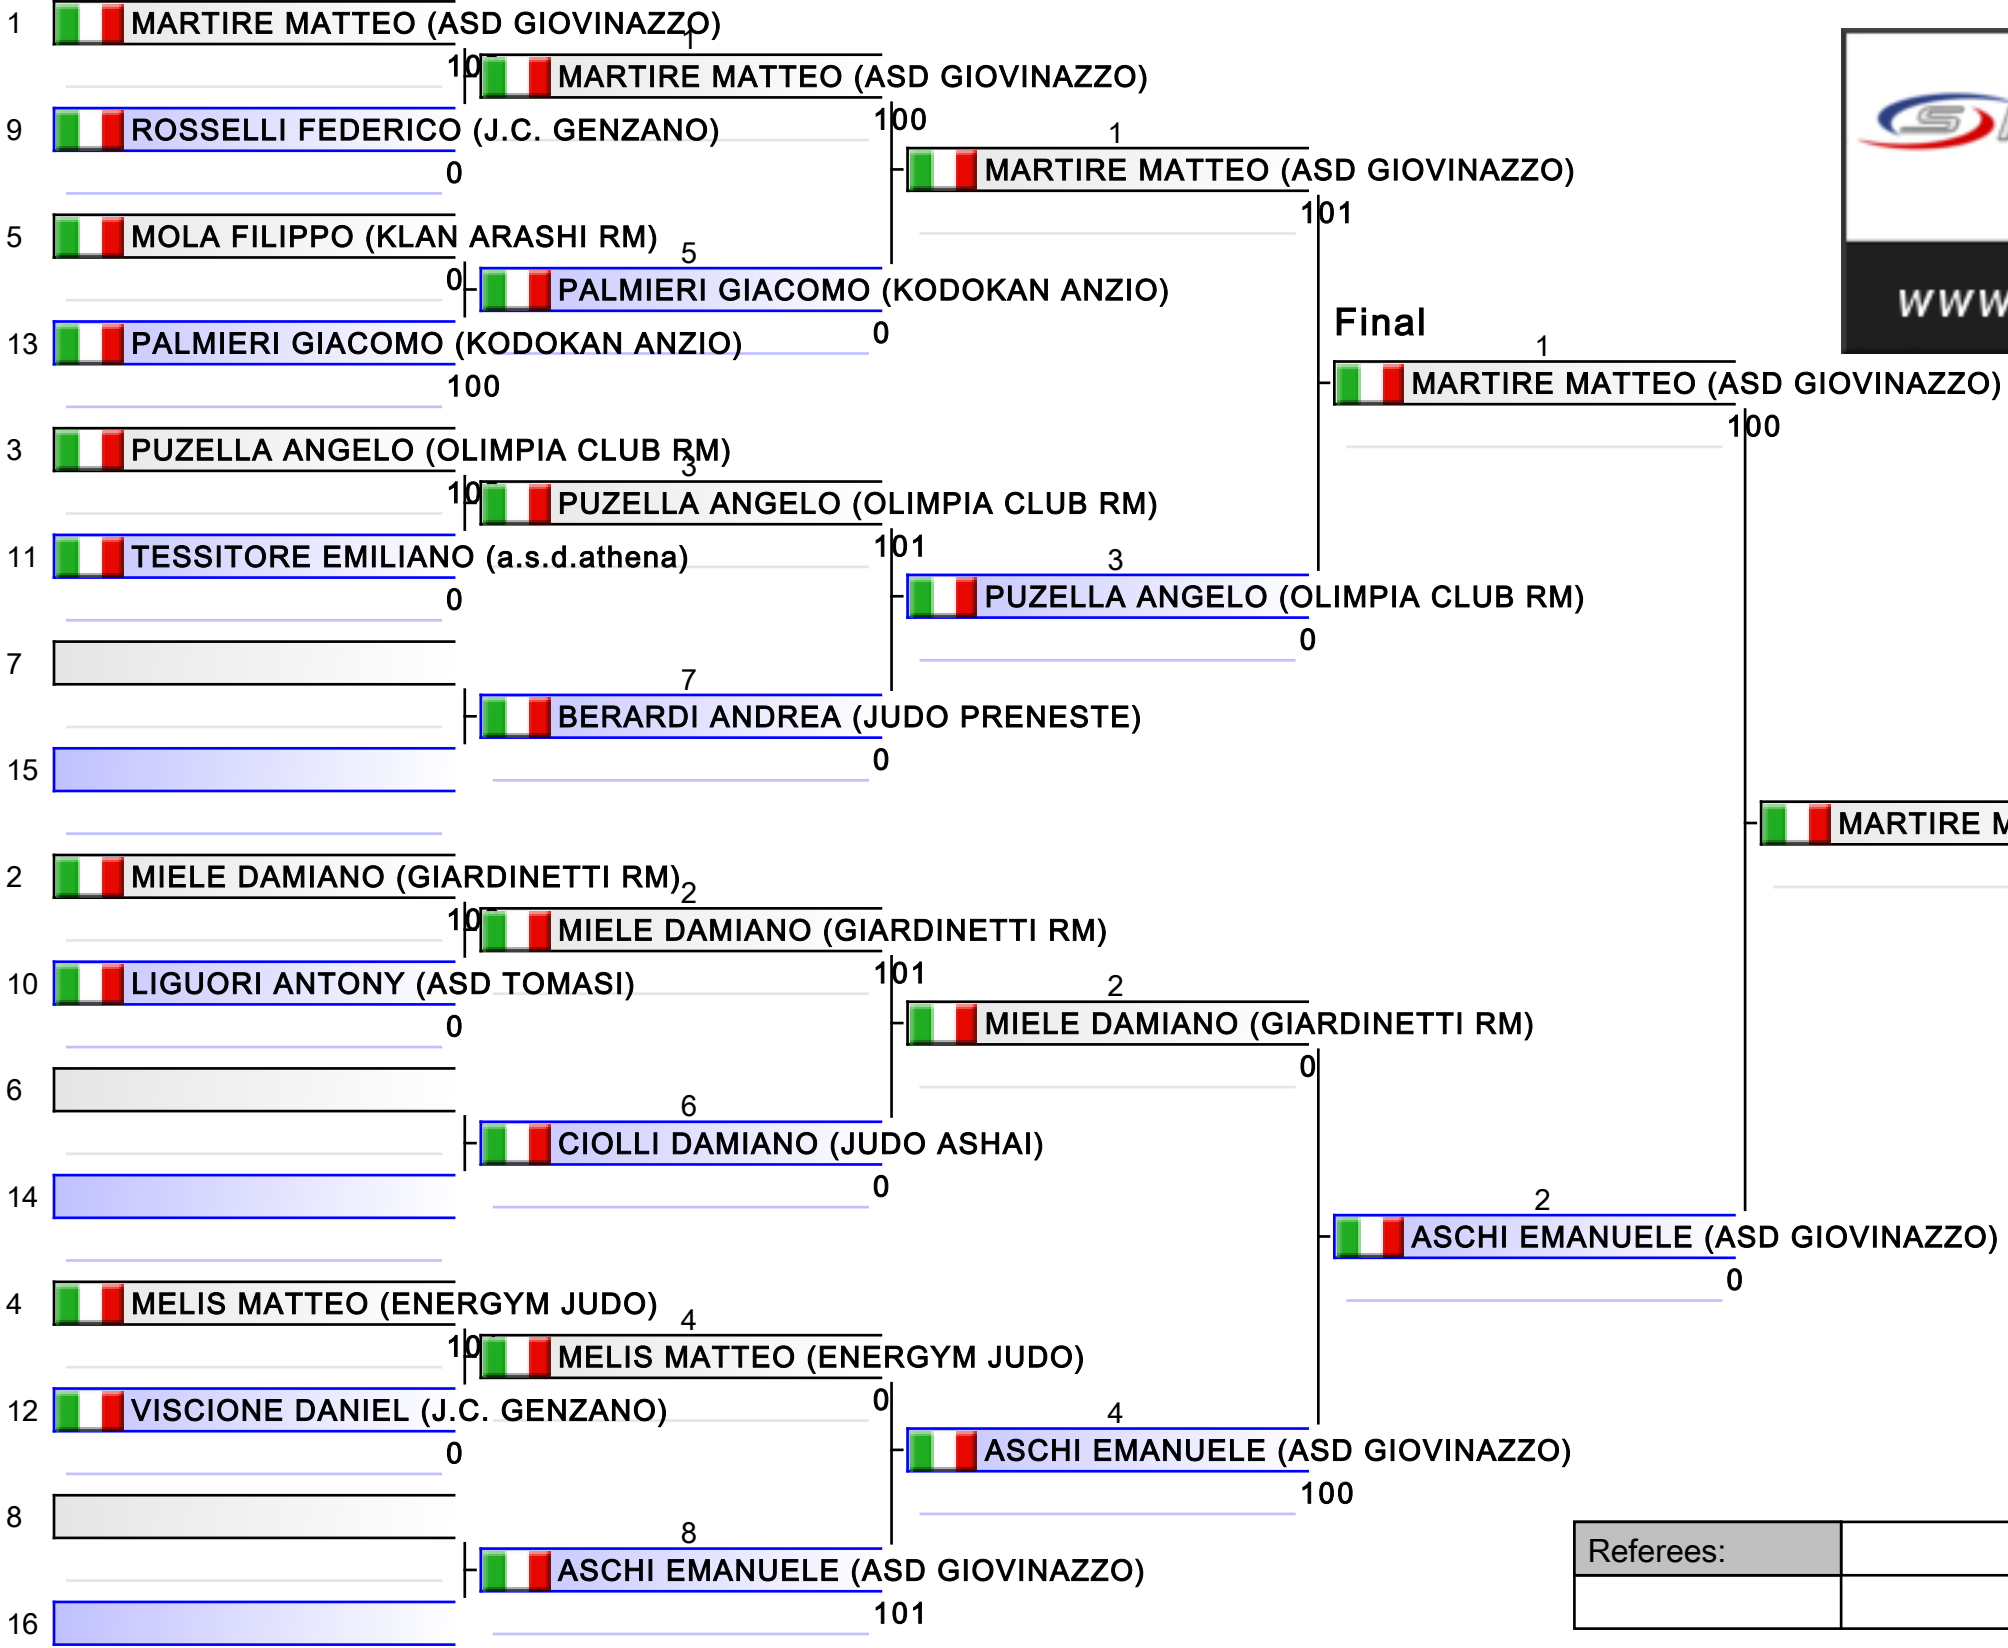 1
MARTIRE MATTEO (ASD GIOVINAZZO)
9
ROSSELLI FEDERICO (J.C. GENZANO)
0
5
MOLA FILIPPO (KLAN ARASHI RM)
0
13
PALMIERI GIACOMO (KODOKAN ANZIO)
100
3
PUZELLA ANGELO (OLIMPIA CLUB RM)
11
TESSITORE EMILIANO (a.s.d.athena)
0
7
15
2
MIELE DAMIANO (GIARDINETTI RM)
10
LIGUORI ANTONY (ASD TOMASI)
0
6
14
4
MELIS MATTEO (ENERGYM JUDO)
12
VISCIONE DANIEL (J.C. GENZANO)
0
8
16
1
MARTIRE MATTEO (ASD GIOVINAZZO)
100
5
PALMIERI GIACOMO (KODOKAN ANZIO)
0
3
PUZELLA ANGELO (OLIMPIA CLUB RM)
101
7
BERARDI ANDREA (JUDO PRENESTE)
0
2
MIELE DAMIANO (GIARDINETTI RM)
101
6
CIOLLI DAMIANO (JUDO ASHAI)
0
4
MELIS MATTEO (ENERGYM JUDO)
0
8
ASCHI EMANUELE (ASD GIOVINAZZO)
101
1
MARTIRE MATTEO (ASD GIOVINAZZO)
101
3
PUZELLA ANGELO (OLIMPIA CLUB RM)
0
2
MIELE DAMIANO (GIARDINETTI RM)
0
4
ASCHI EMANUELE (ASD GIOVINAZZO)
100
Final
1
MARTIRE MATTEO (ASD GIOVINAZZO)
100
2
ASCHI EMANUELE (ASD GIOVINAZZO)
0
MARTIRE
www
Referees: